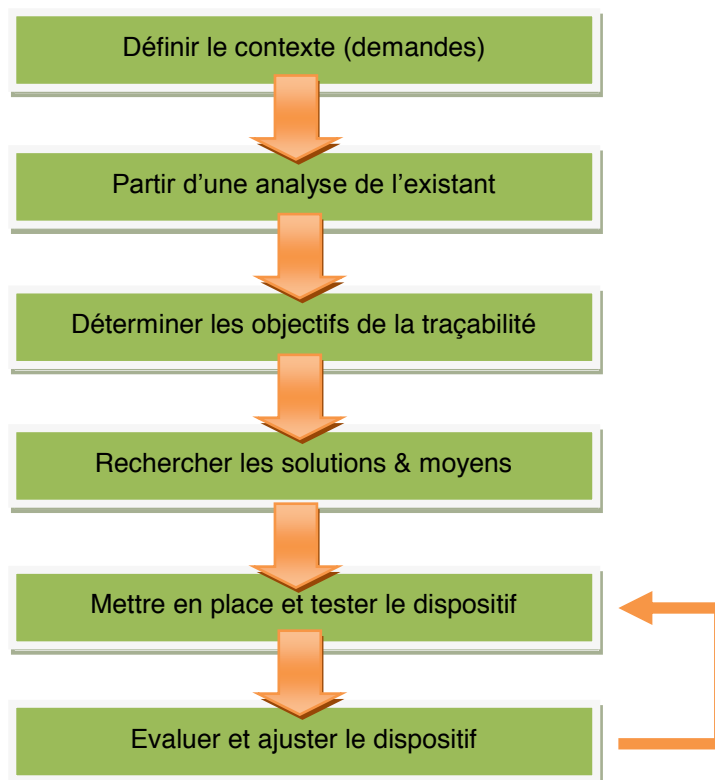 Définir le contexte (demandes)
Partir d’une analyse de l’existant
Déterminer les objectifs de la traçabilité
Rechercher les solutions & moyens
Mettre en place et tester le dispositif
Evaluer et ajuster le dispositif